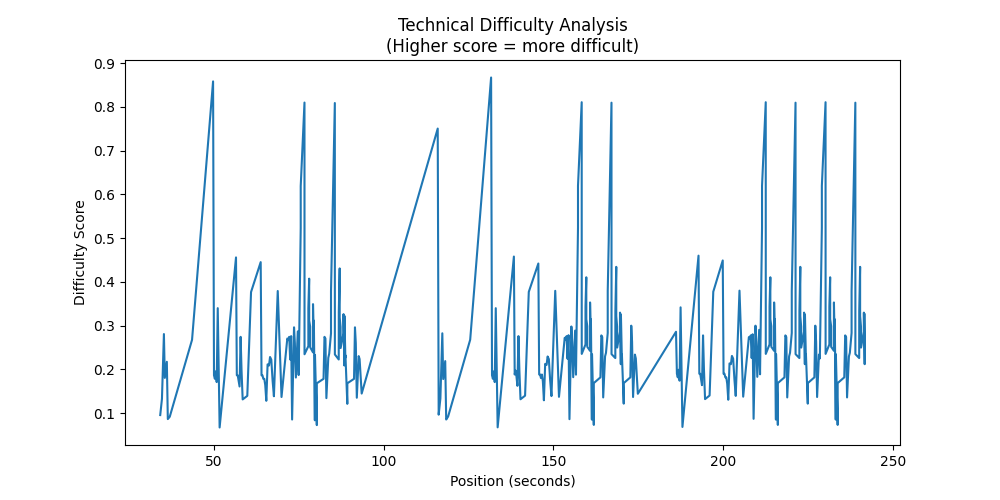 Technical Difficulty Analysis
(Higher score = more difficult)
0.9
0.8
0.7
0.6
0.5
0.4
0.3
0.2
0.1
Difficulty Score
50 100 150 200 250
Position (seconds)